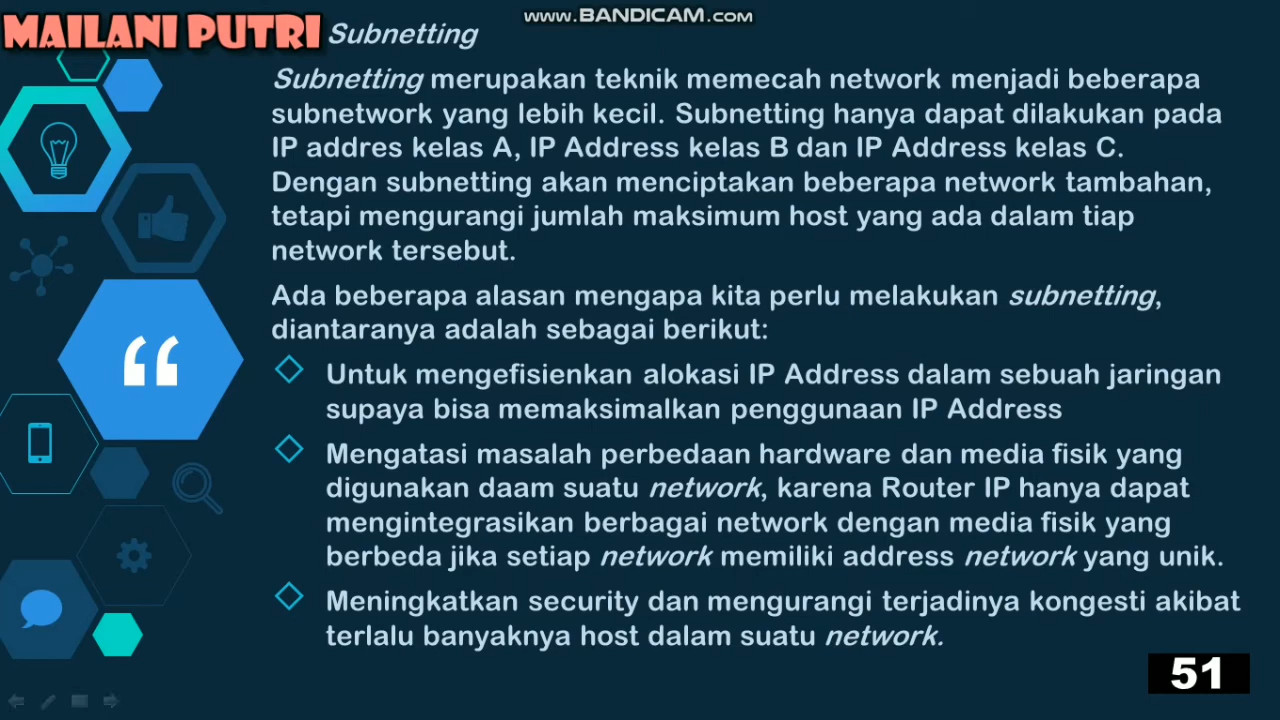 www.BANDICAM.com
MAILANI PUTRI
Subnetting
Subnetting merupakan teknik memecah network menjadi beberapa
subnetwork yang lebih kecil. Subnetting hanya dapat dilakukan pada
IP addres kelas A, IP Address kelas B dan IP Address kelas C.
Dengan subnetting akan menciptakan beberapa network tambahan,
tetapi mengurangi jumlah maksimum host yang ada dalam tiap
network tersebut.
Ada beberapa alasan mengapa kita perlu melakukan subnetting,
diantaranya adalah sebagai berikut:
Untuk mengefisienkan alokasi IP Address dalam sebuah jaringan
supaya bisa memaksimalkan penggunaan IP Address
Mengatasi masalah perbedaan hardware dan media fisik yang
digunakan daam suatu network, karena Router IP hanya dapat
mengintegrasikan berbagai network dengan media fisik yang
berbeda jika setiap network memiliki address network yang unik.
Meningkatkan security dan mengurangi terjadinya kongesti akibat
terlalu banyaknya host dalam suatu network.
51